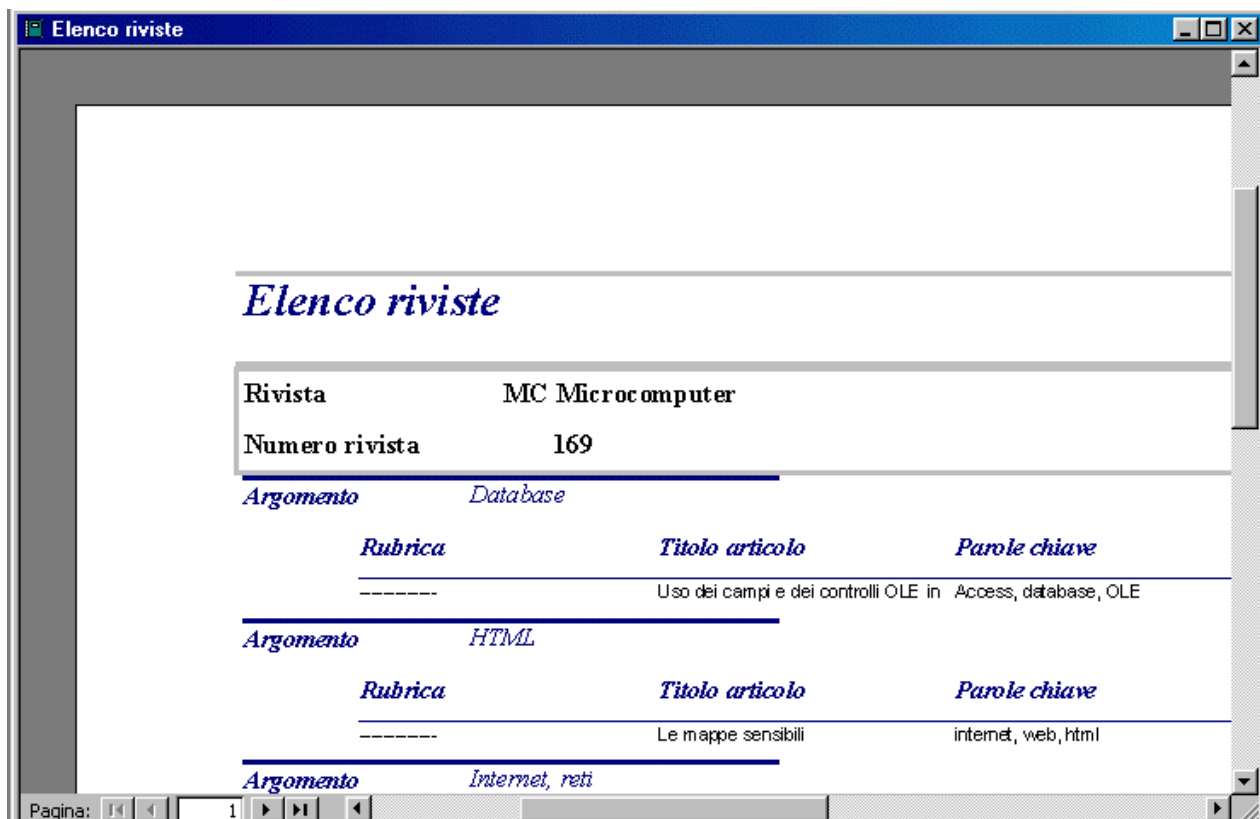 Elenco riviste
Elenco riviste
Rivista MC Microcomputer
Numero rivista 169
Argomento Database
Rubrica Titolo articolo Parole chiave
-------- Uso dei campi e dei controlli OLE in Access, database, OLE
Argomento HTML
Rubrica Titolo articolo Parole chiave
-------- Le mappe sensibili internet, web, html
Argomento Internet, reti
Pagina: 1